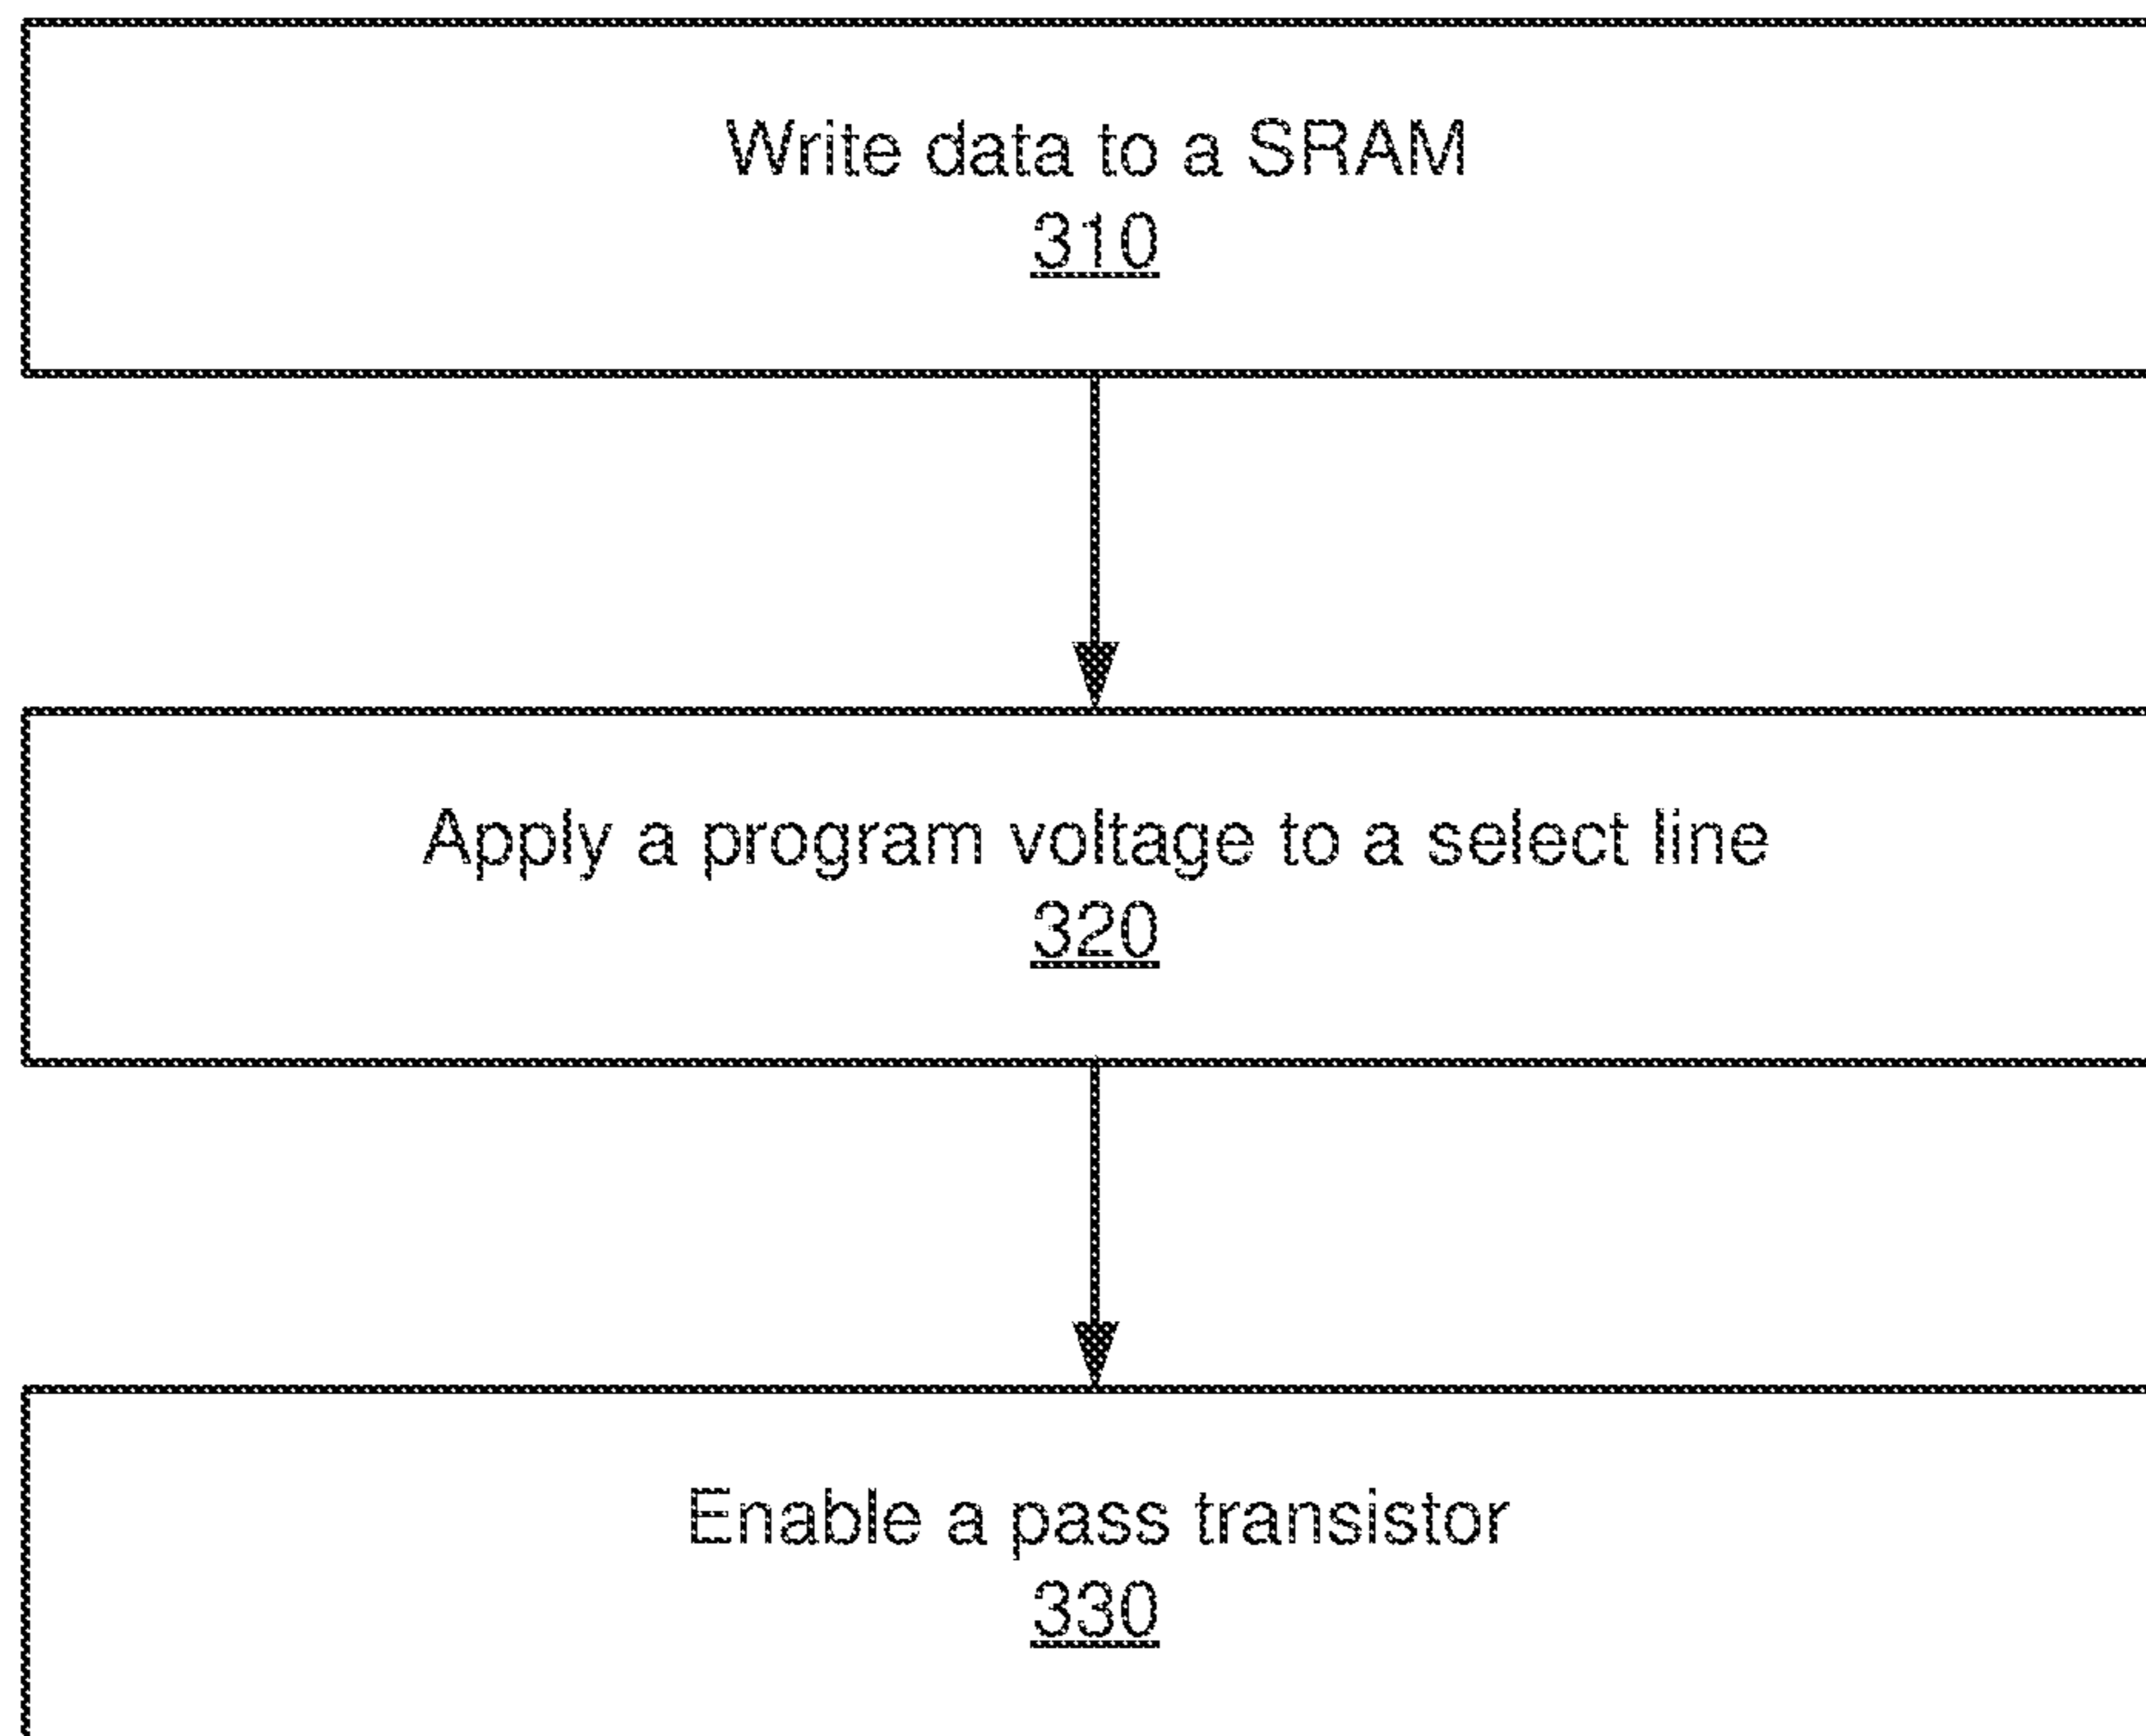 Write data to a SRAM
310
Apply a program voltage to a select line
320
Enable a pass transistor
330